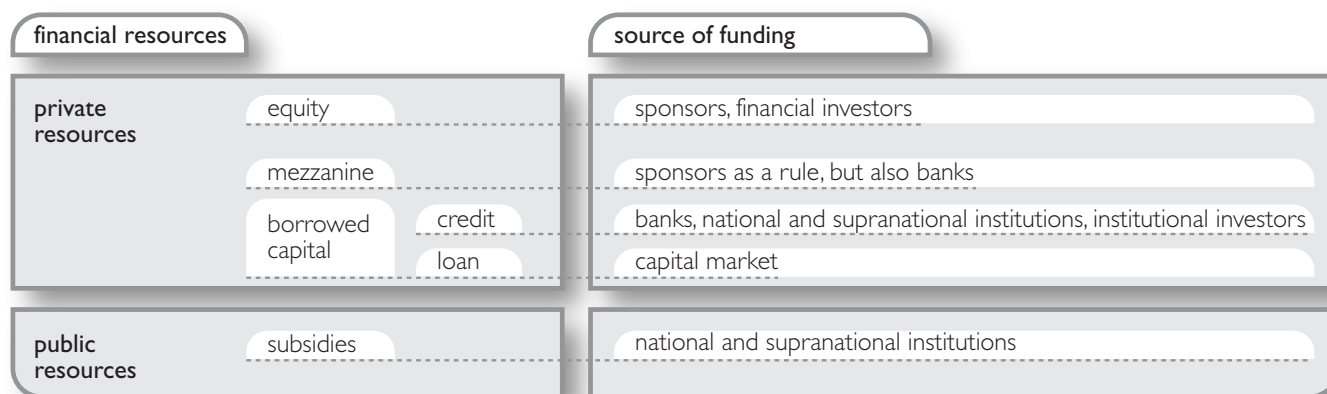 financial resources
source of funding
private
resources
equity
sponsors, financial investors
mezzanine
sponsors as a rule, but also banks
borrowed
capital
credit
banks, national and supranational institutions, institutional investors
loan
capital market
public
resources
subsidies
national and supranational institutions